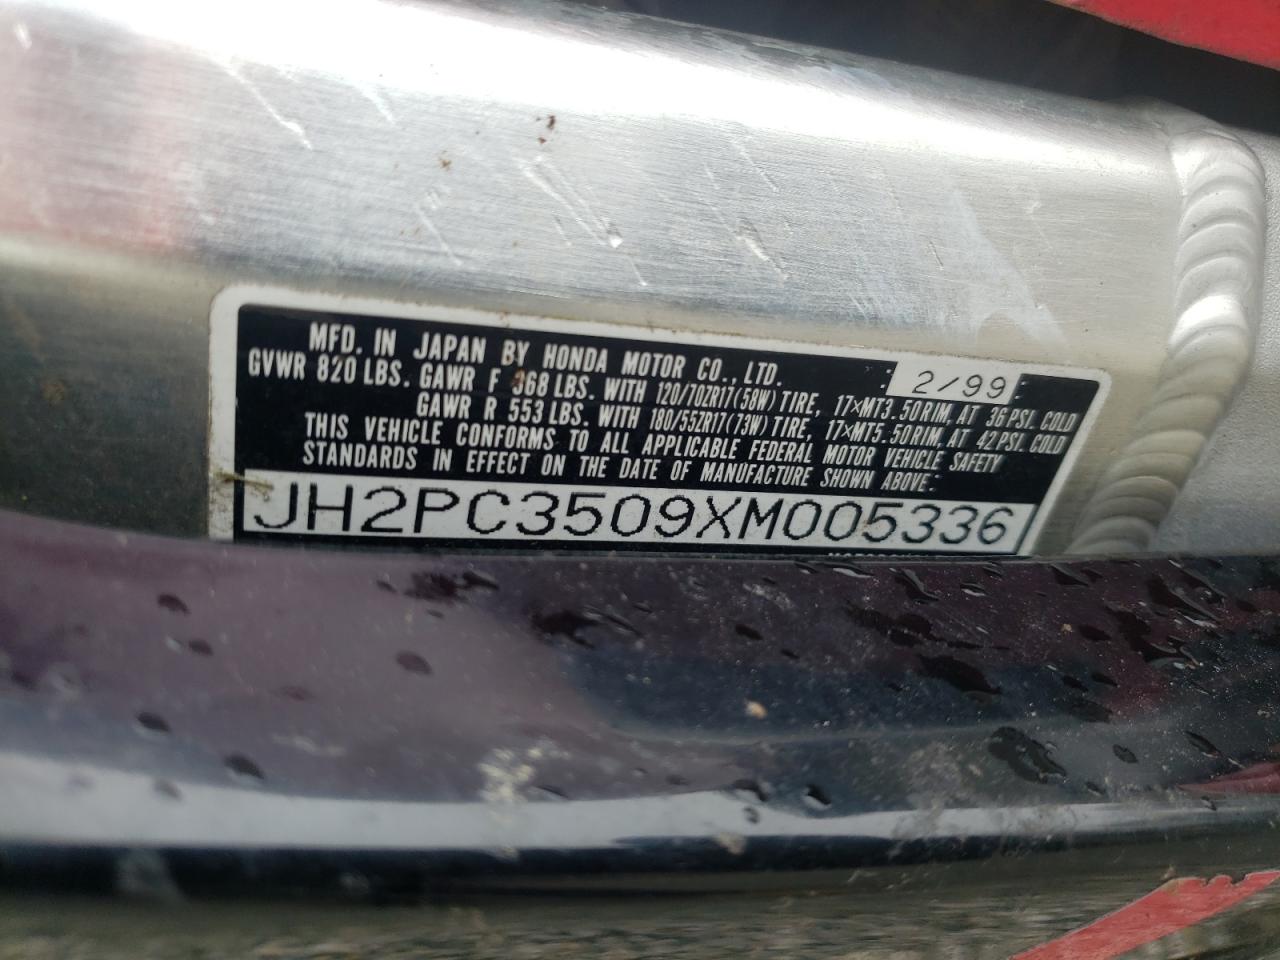 MFD. IN JAPAN BY HONDA MOTOR CO., LTD. : 2/99 :
GVWR 820 LBS. GAWR F 368 LBS. WITH 120/70ZR17(58W) TIRE, 17×MT3.50RIM, AT 36PSI. COLD
GAWR R 553 LBS. WITH 180/55ZR17(73W) TIRE, 17×MT5.50RIM, AT 42PSI. COLD
THIS VEHICLE CONFORMS TO ALL APPLICABLE FEDERAL MOTOR VEHICLE SAFETY
STANDARDS IN EFFECT ON THE DATE OF MANUFACTURE SHOWN ABOVE:
JH2PC3509XM005336